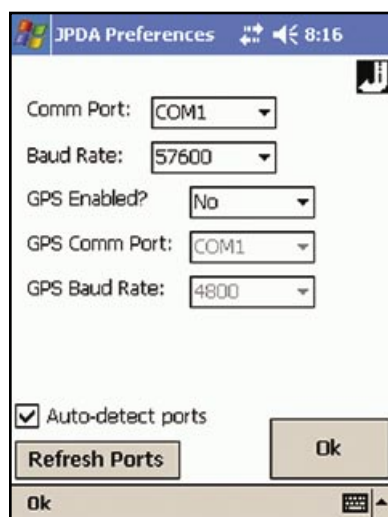 JPDA Preferences 8:16
Comm Port: COM1
Baud Rate: 57600
GPS Enabled? No
GPS Comm Port: COM1
GPS Baud Rate: 4800
Auto-detect ports
Refresh Ports
Ok
Ok